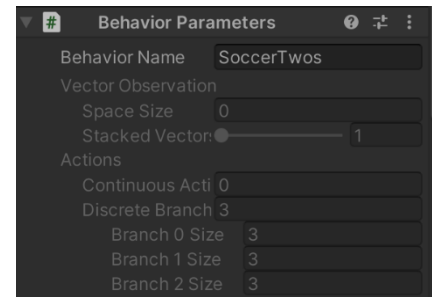 # Behavior Parameters
Behavior Name SoccerTwos
Vector Observation
Space Size 0
Stacked Vector 1
Actions
Continuous Acti 0
Discrete Branch 3
Branch 0 Size 3
Branch 1 Size 3
Branch 2 Size 3